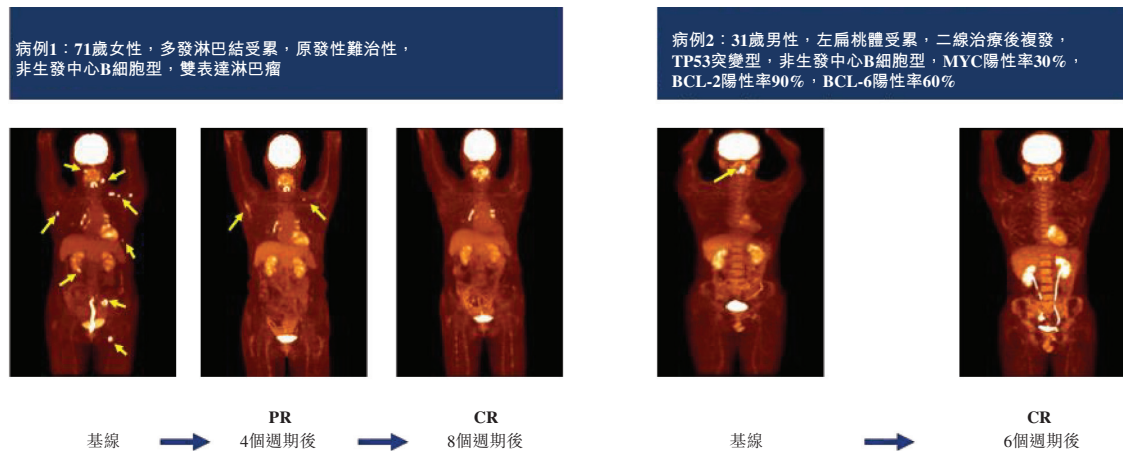 病例1：71歲女性，多發淋巴結受累，原發性難治性，
非生發中心B細胞型，雙表達淋巴瘤
病例2：31歲男性，左扁桃體受累，二線治療後複發，
TP53突變型，非生發中心B細胞型，MYC陽性率30%，
BCL-2陽性率90%，BCL-6陽性率60%
PR
CR
基線
4個週期後
8個週期後
CR
基線
6個週期後